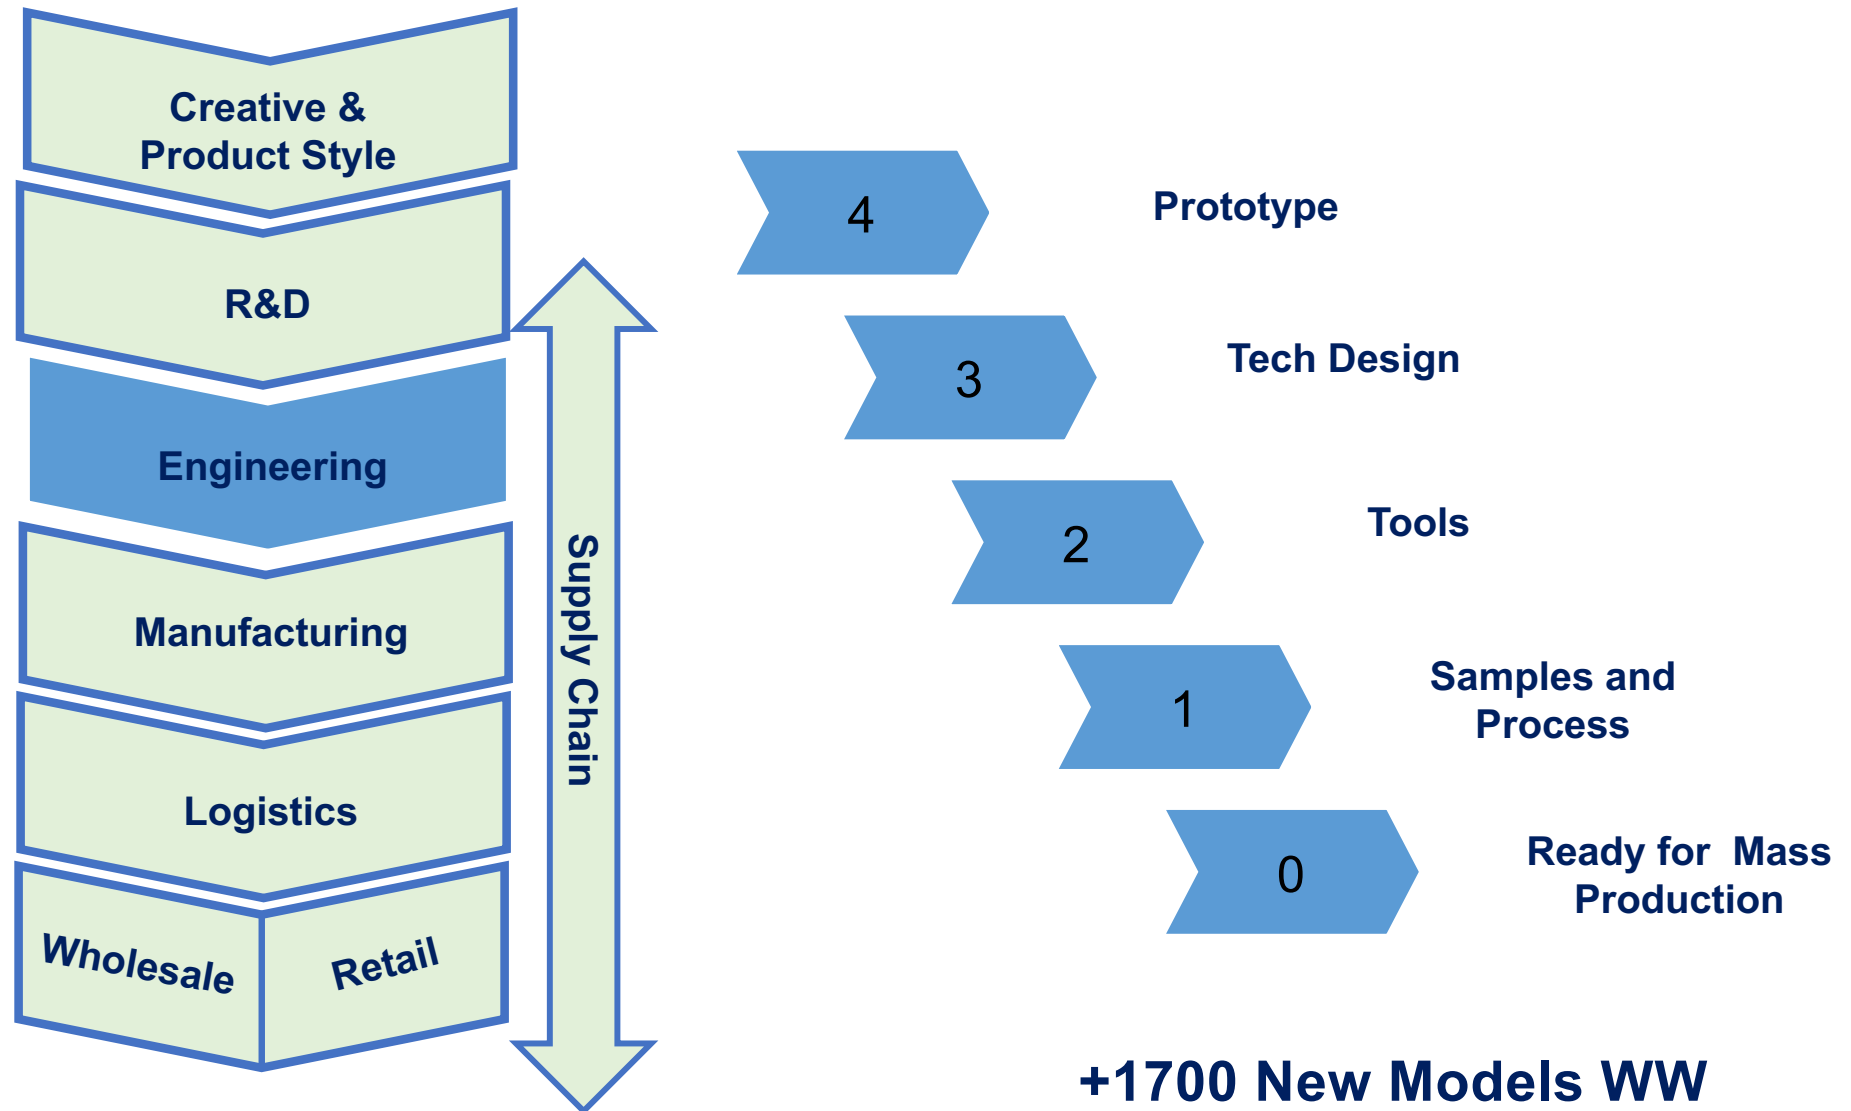 Creative &
Product Style
R&D
Engineering
Manufacturing
Logistics
Wholesale
Retail
Supply Chain
4
Prototype
3
Tech Design
2
Tools
1
Samples and
Process
0
Ready for  Mass
Production
+1700 New Models WW